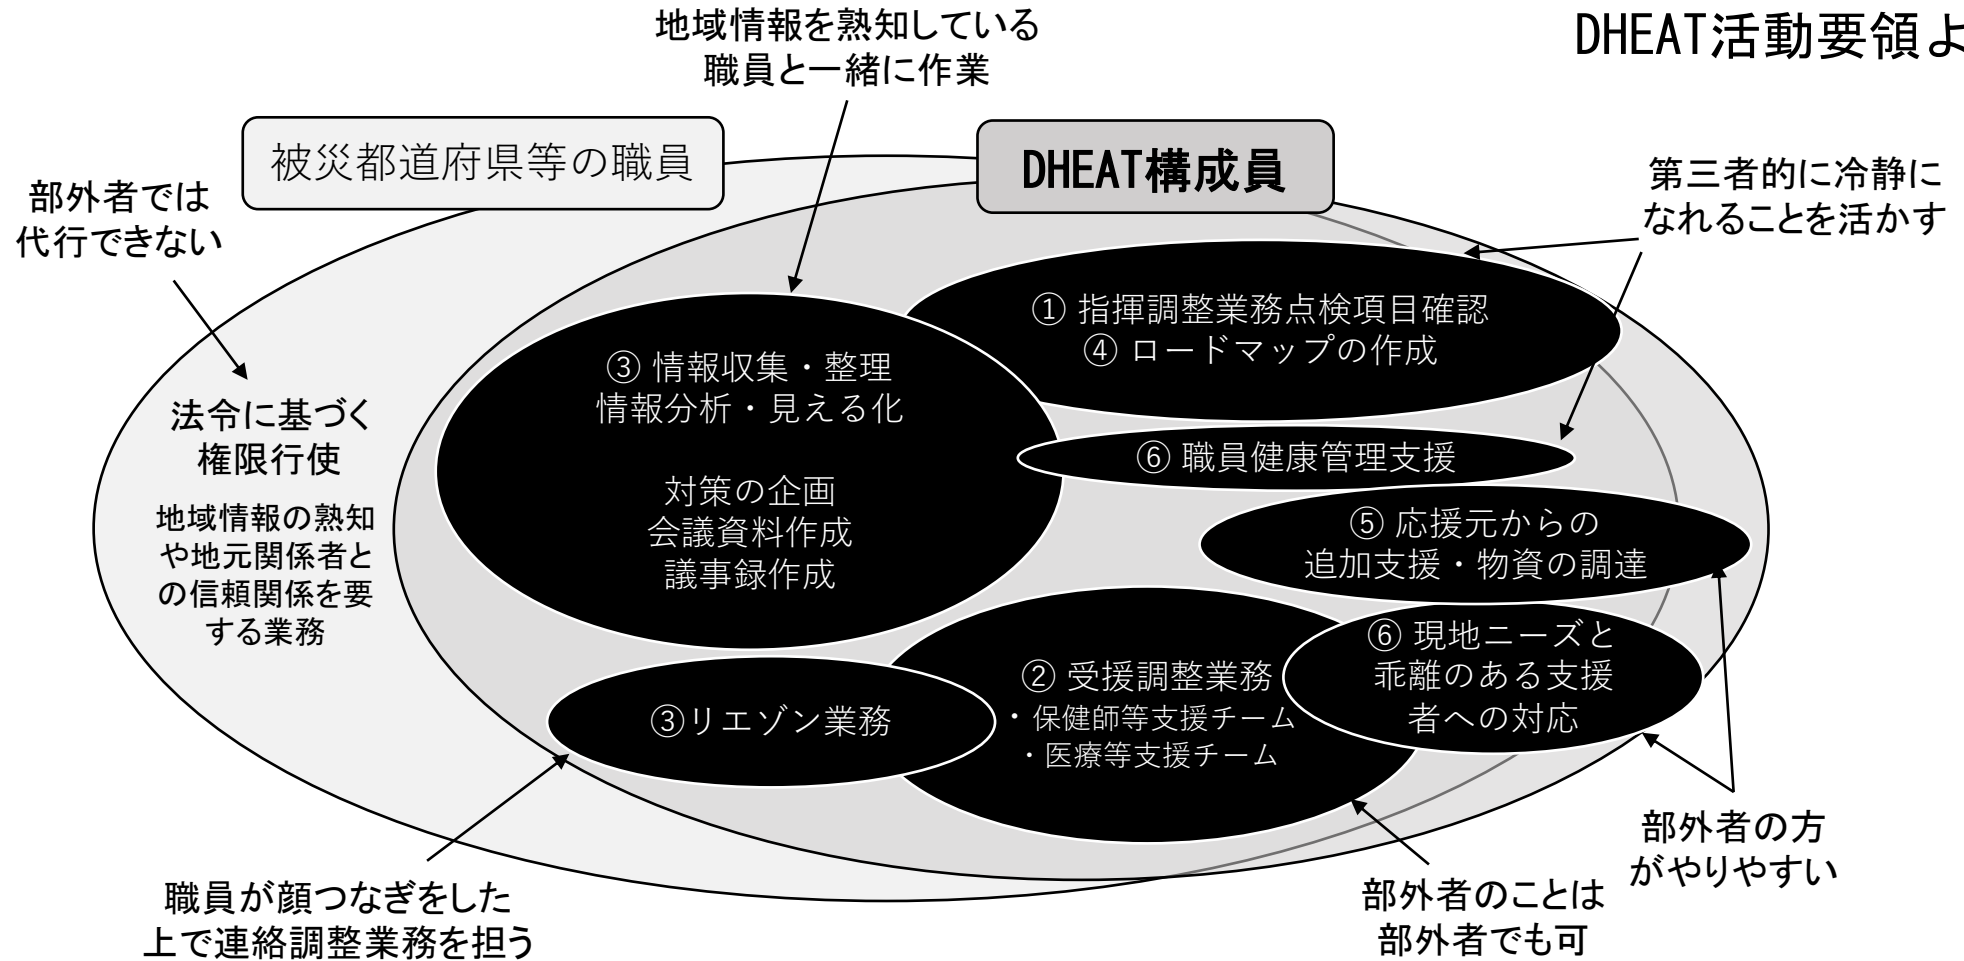 地域情報を熟知している
職員と一緒に作業
DHEAT活動要領よ
被災都道府県等の職員
DHEAT構成員
部外者では
代行できない
第三者的に冷静に
なれることを活かす
① 指揮調整業務点検項目確認
④ ロードマップの作成
③ 情報収集・整理
情報分析・見える化
対策の企画
会議資料作成
議事録作成
法令に基づく
権限行使
地域情報の熟知
や地元関係者と
の信頼関係を要
する業務
⑥ 職員健康管理支援
⑤ 応援元からの
追加支援・物資の調達
⑥ 現地ニーズと
乖離のある支援
者への対応
② 受援調整業務
・保健師等支援チーム
・医療等支援チーム
③リエゾン業務
職員が顔つなぎをした
上で連絡調整業務を担う
部外者のことは
部外者でも可
部外者の方
がやりやすい